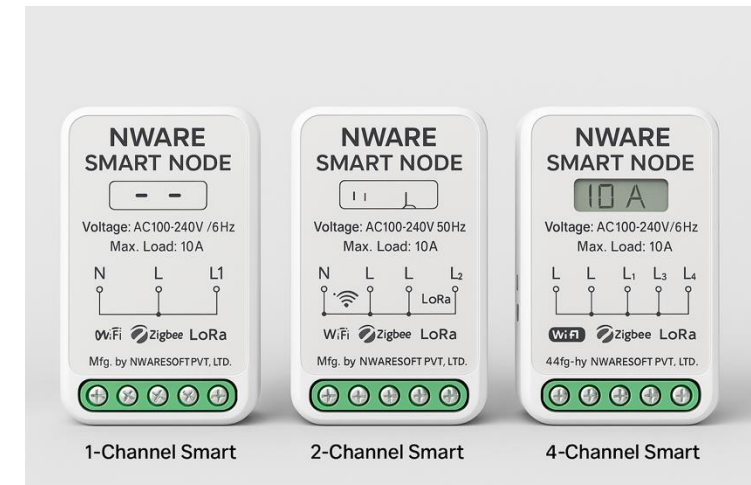 NWARE
SMART NODE
Voltage: AC100-240V /6Hz
Max. Load: 10A
N L L1
WiFi Zigbee LoRa
Mfg. by NWARESOFT PVT, LTD.
1-Channel Smart
NWARE
SMART NODE
Voltage: AC100-240V 50Hz
Max. Load: 10A
N L L L2
LoRa
WiFi Zigbee LoRa
Mfg. by NWARESOFT PVT, LTD.
2-Channel Smart
NWARE
SMART NODE
10 A
Voltage: AC100-240V/6Hz
Max. Load: 10A
L L L1 L3 L4
WiFi Zigbee LoRa
44fg-hy NWARESOFT PVT, LTD.
4-Channel Smart